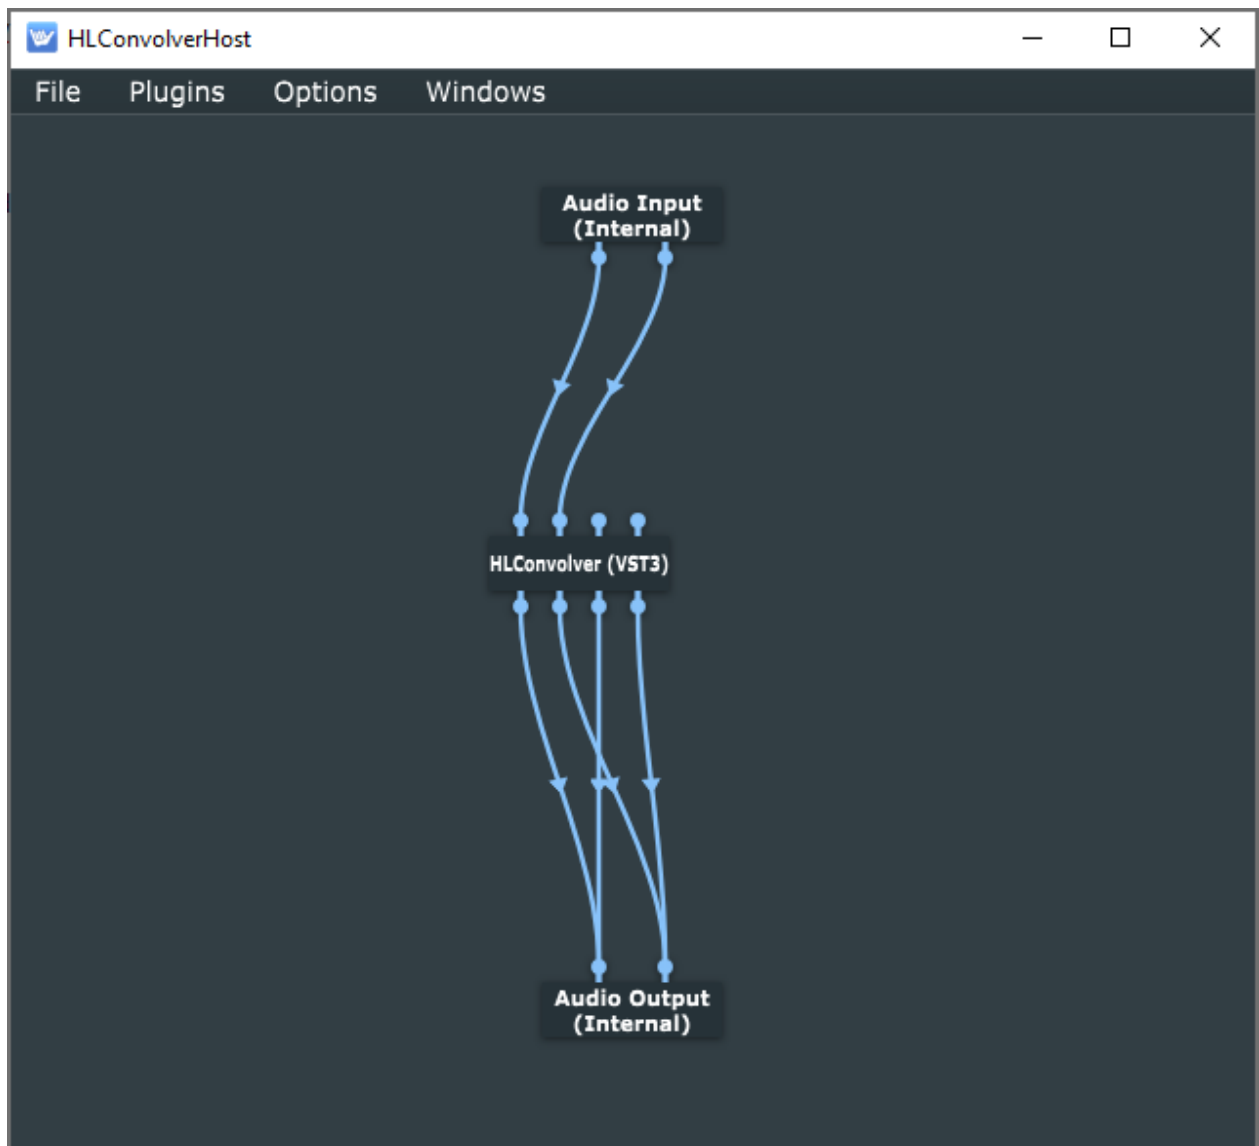 HLConvolverHost
File Plugins Options Windows
Audio Input
(Internal)
HLConvolver (VST3)
Audio Output
(Internal)